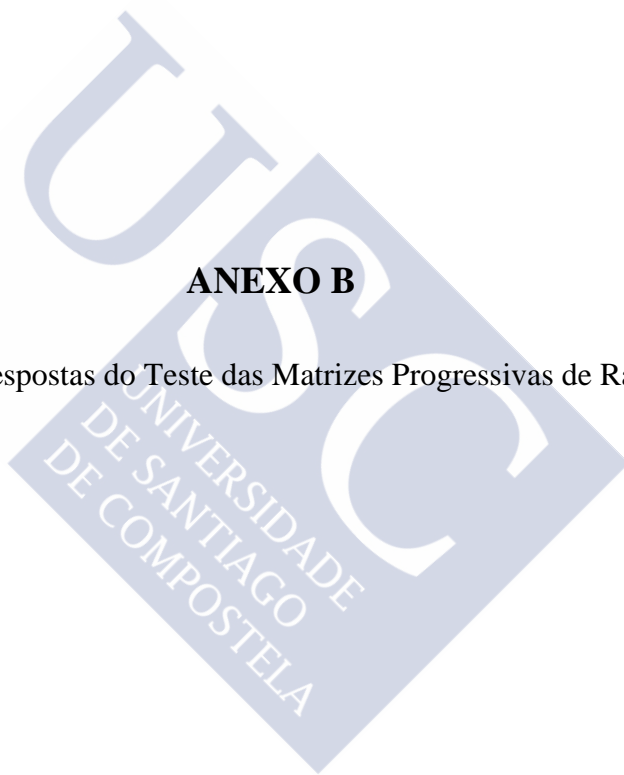 ANEXO B
espostas do Teste das Matrizes Progressivas de Ra
USC
UNIVERSIDADE
DE SANTIAGO
DE COMPOSTELA